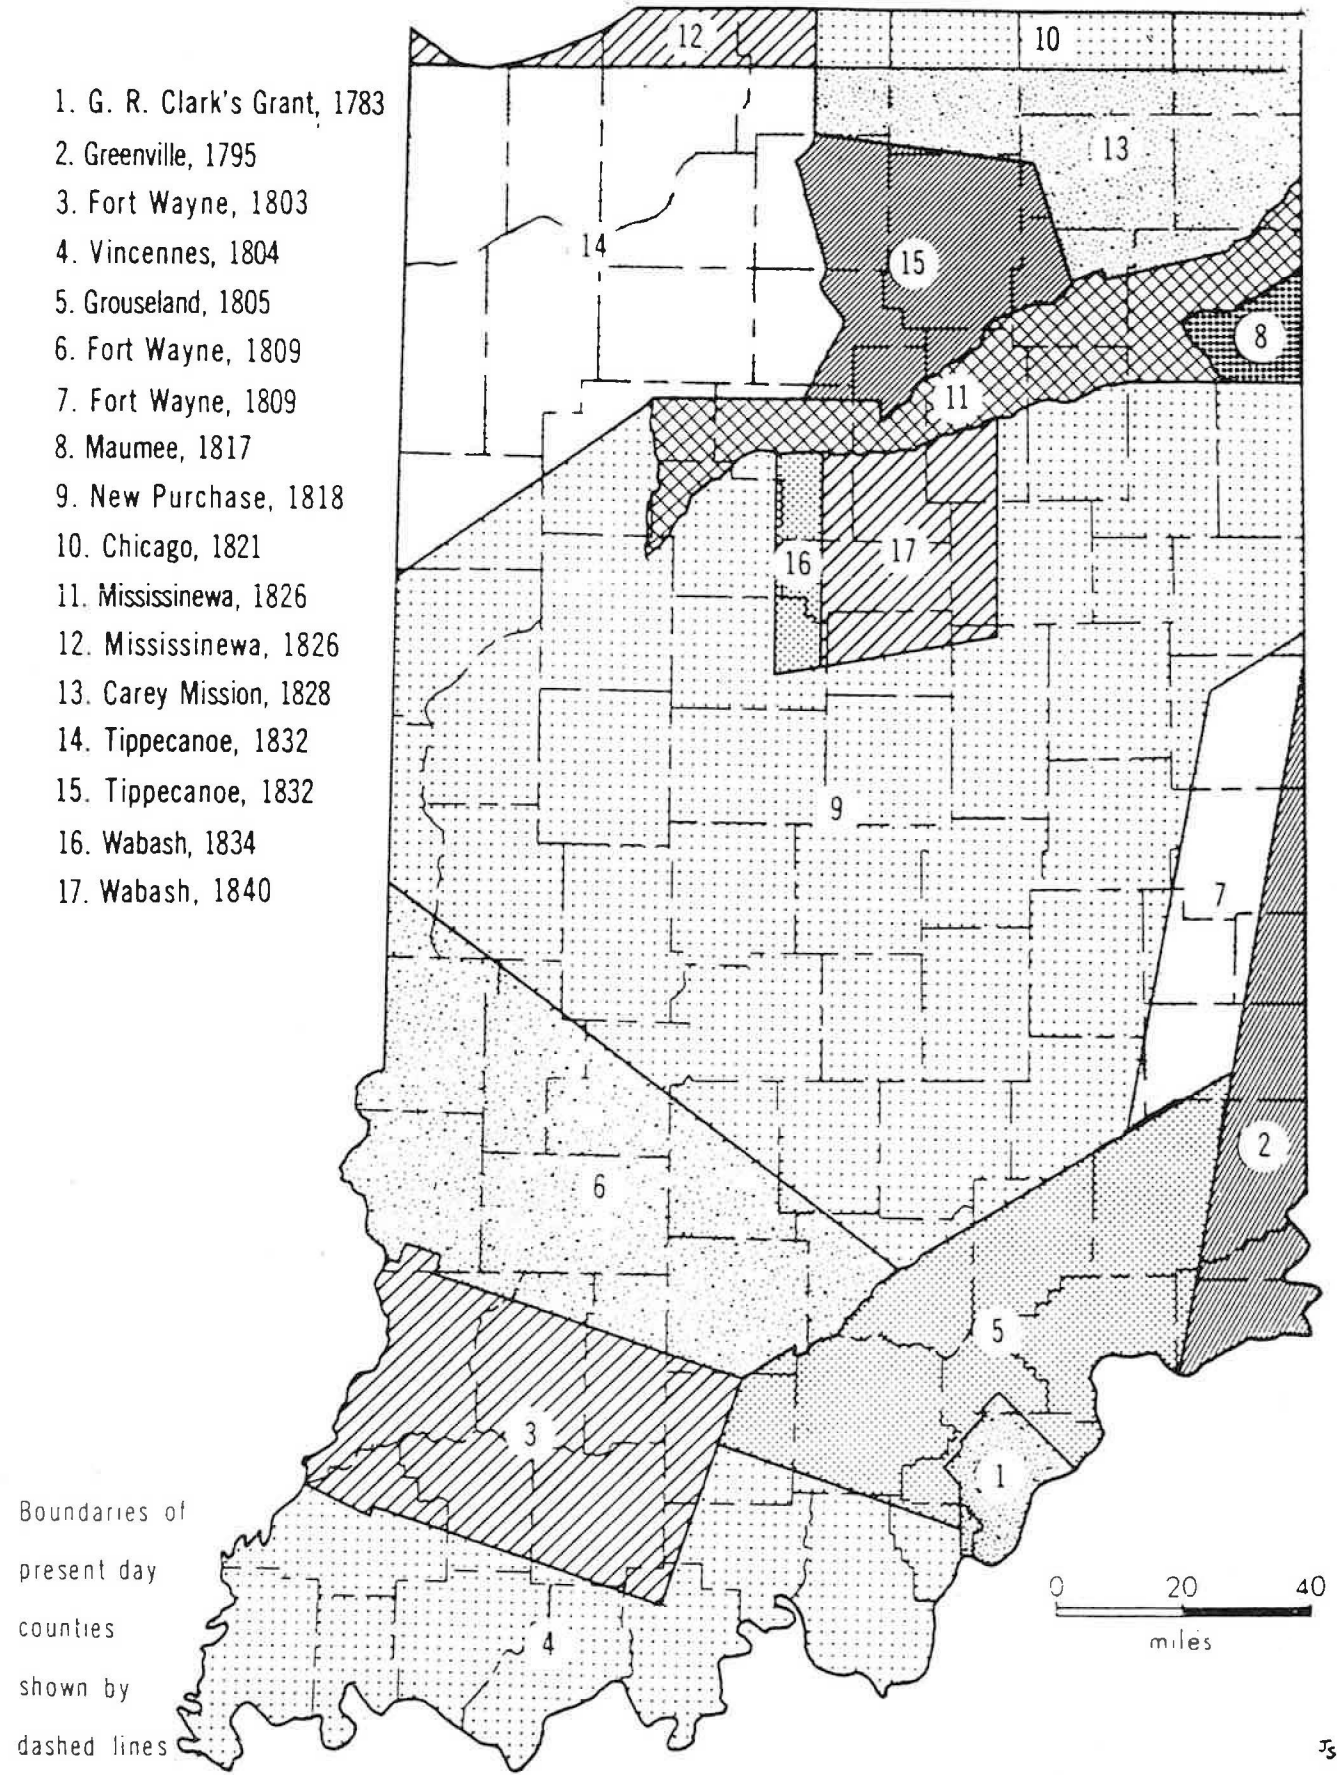 1. G. R. Clark's Grant, 1783
2. Greenville, 1795
3. Fort Wayne, 1803
4. Vincennes, 1804
5. Grouseland, 1805
6. Fort Wayne, 1809
7. Fort Wayne, 1809
8. Maumee, 1817
9. New Purchase, 1818
10. Chicago, 1821
11. Mississinewa, 1826
12. Mississinewa, 1826
13. Carey Mission, 1828
14. Tippecanoe, 1832
15. Tippecanoe, 1832
16. Wabash, 1834
17. Wabash, 1840
12
10
13
14
15
8
11
16
17
9
7
2
6
5
3
1
4
Boundaries of
present day
counties
shown by
dashed lines
0 20 40
miles
JS